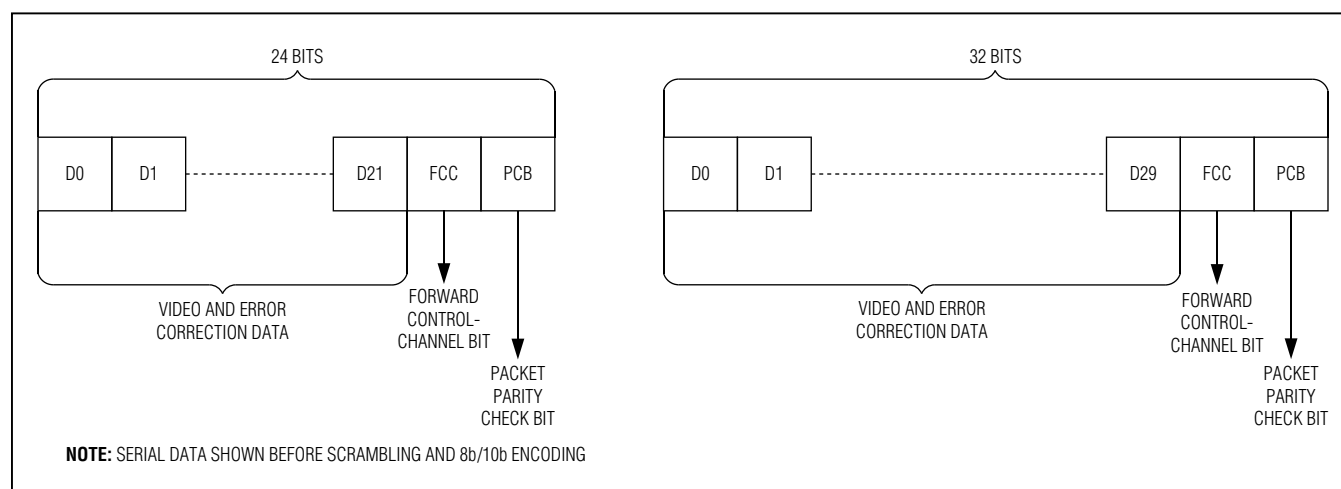 24 BITS
D0 D1 D21 FCC PCB
VIDEO AND ERROR
CORRECTION DATA
FORWARD
CONTROL-
CHANNEL BIT
PACKET
PARITY
CHECK BIT
32 BITS
D0 D1 D29 FCC PCB
VIDEO AND ERROR
CORRECTION DATA
FORWARD
CONTROL-
CHANNEL BIT
PACKET
PARITY
CHECK BIT
NOTE: SERIAL DATA SHOWN BEFORE SCRAMBLING AND 8b/10b ENCODING